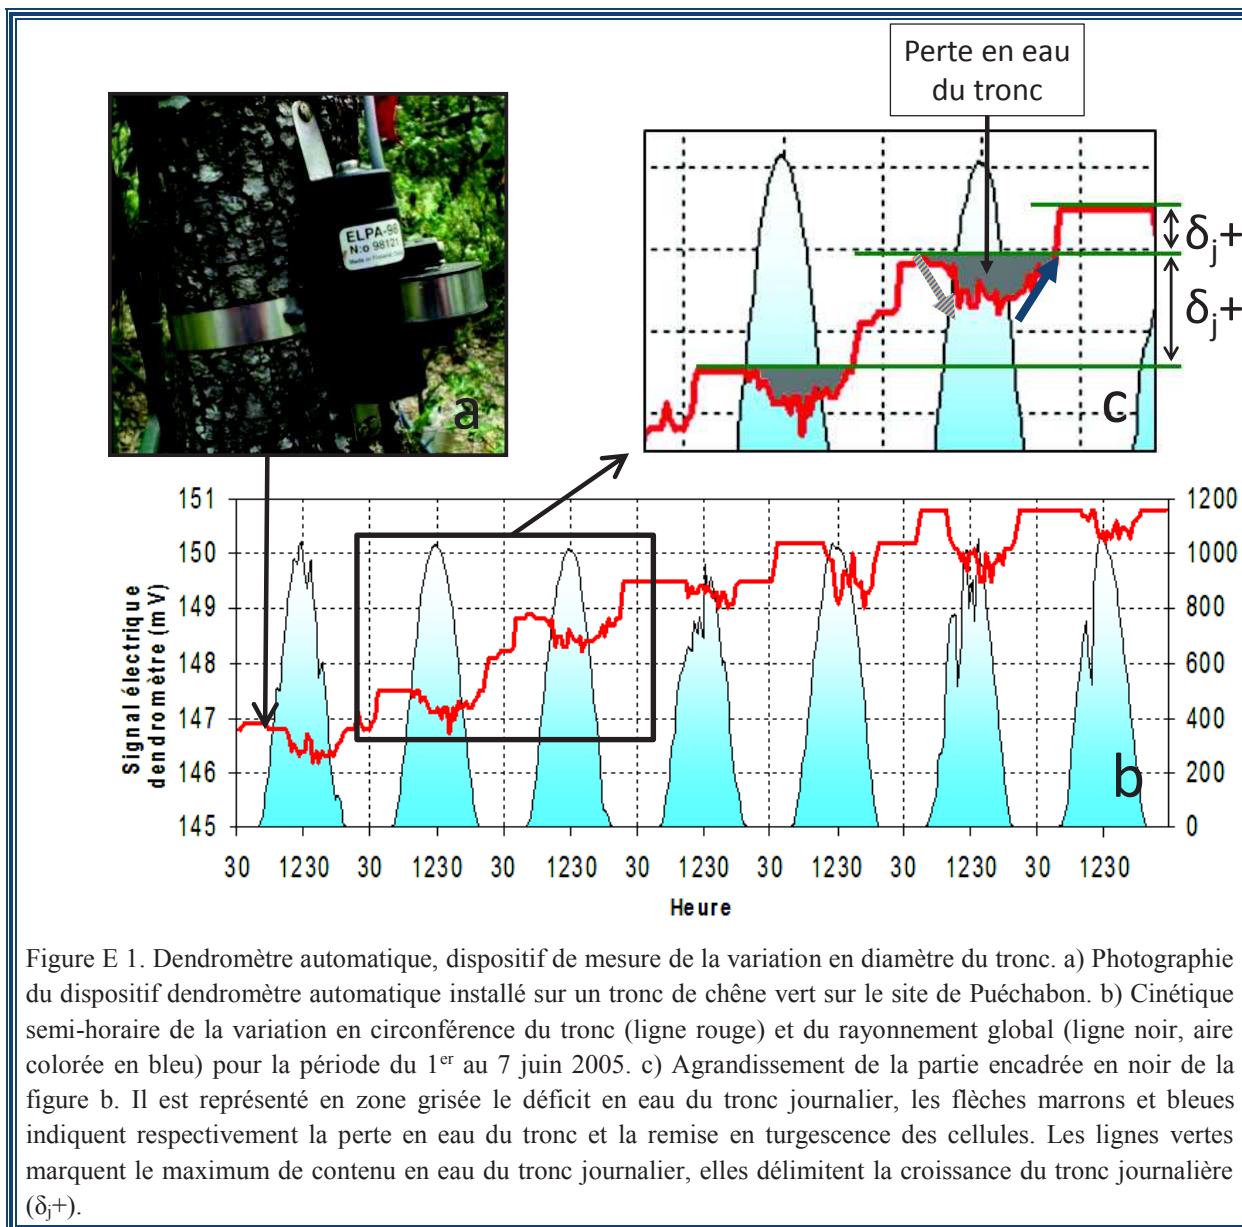 Perte en eau
du tronc
ELPA-98
N:o 98121
Made in Finland
a
δj+
δj+
c
151
150
149
148
147
146
145
Signal électrique
dendromètre (mV)
1200
1000
800
600
400
200
0
b
30 1230 30 1230 30 1230 30 1230 30 1230 30 1230 30 1230
Heure
Figure E 1. Dendromètre automatique, dispositif de mesure de la variation en diamètre du tronc. a) Photographie
du dispositif dendromètre automatique installé sur un tronc de chêne vert sur le site de Puéchabon. b) Cinétique
semi-horaire de la variation en circonférence du tronc (ligne rouge) et du rayonnement global (ligne noir, aire
colorée en bleu) pour la période du 1er au 7 juin 2005. c) Agrandissement de la partie encadrée en noir de la
figure b. Il est représenté en zone grisée le déficit en eau du tronc journalier, les flèches marrons et bleues
indiquent respectivement la perte en eau du tronc et la remise en turgescence des cellules. Les lignes vertes
marquent le maximum de contenu en eau du tronc journalier, elles délimitent la croissance du tronc journalière
(δj+).